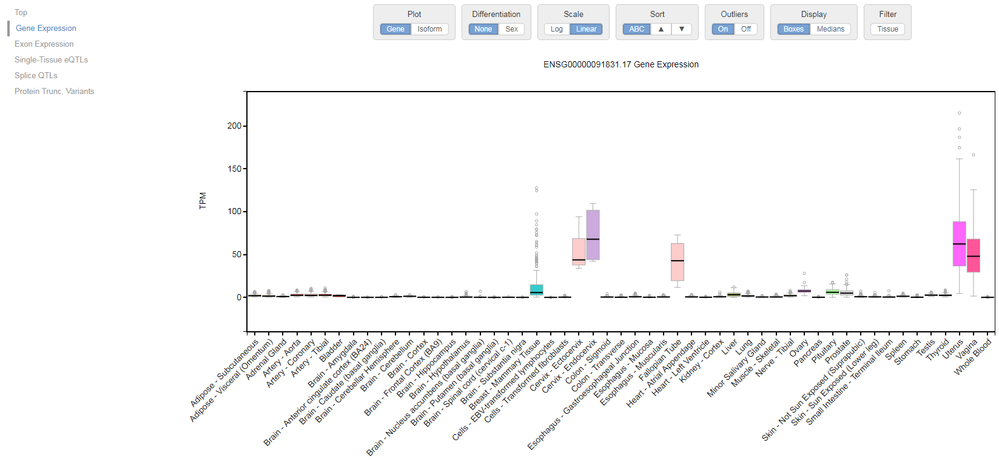 Top
Gene Expression
Exon Expression
Single-Tissue eQTLs
Splice QTLs
Protein Trunc. Variants
Plot
Gene Isoform
Differentiation
None Sex
Scale
Log Linear
Sort
ABC ▲ ▼
Outliers
On Off
Display
Boxes Medians
Filter
Tissue
ENSG00000091831.17 Gene Expression
TPM
200
150
100
50
0
Adipose - Subcutaneous
Adipose - Visceral (Omentum)
Adrenal Gland
Artery - Aorta
Artery - Coronary
Artery - Tibial
Bladder
Brain - Amygdala
Brain - Anterior cingulate cortex (BA24)
Brain - Caudate (basal ganglia)
Brain - Cerebellar Hemisphere
Brain - Cerebellum
Brain - Cortex
Brain - Frontal Cortex (BA9)
Brain - Hippocampus
Brain - Hypothalamus
Brain - Nucleus accumbens (basal ganglia)
Brain - Putamen (basal ganglia)
Brain - Spinal cord (cervical c-1)
Brain - Substantia nigra
Breast - Mammary Tissue
Cells - EBV-transformed lymphocytes
Cells - Transformed fibroblasts
Cervix - Ectocervix
Cervix - Endocervix
Colon - Sigmoid
Colon - Transverse
Esophagus - Gastroesophageal Junction
Esophagus - Mucosa
Esophagus - Muscularis
Fallopian Tube
Heart - Atrial Appendage
Heart - Left Ventricle
Kidney - Cortex
Liver
Lung
Minor Salivary Gland
Muscle - Skeletal
Nerve - Tibial
Ovary
Pancreas
Pituitary
Prostate
Skin - Not Sun Exposed (Suprapubic)
Skin - Sun Exposed (Lower leg)
Small Intestine - Terminal Ileum
Spleen
Stomach
Testis
Thyroid
Uterus
Vagina
Whole Blood